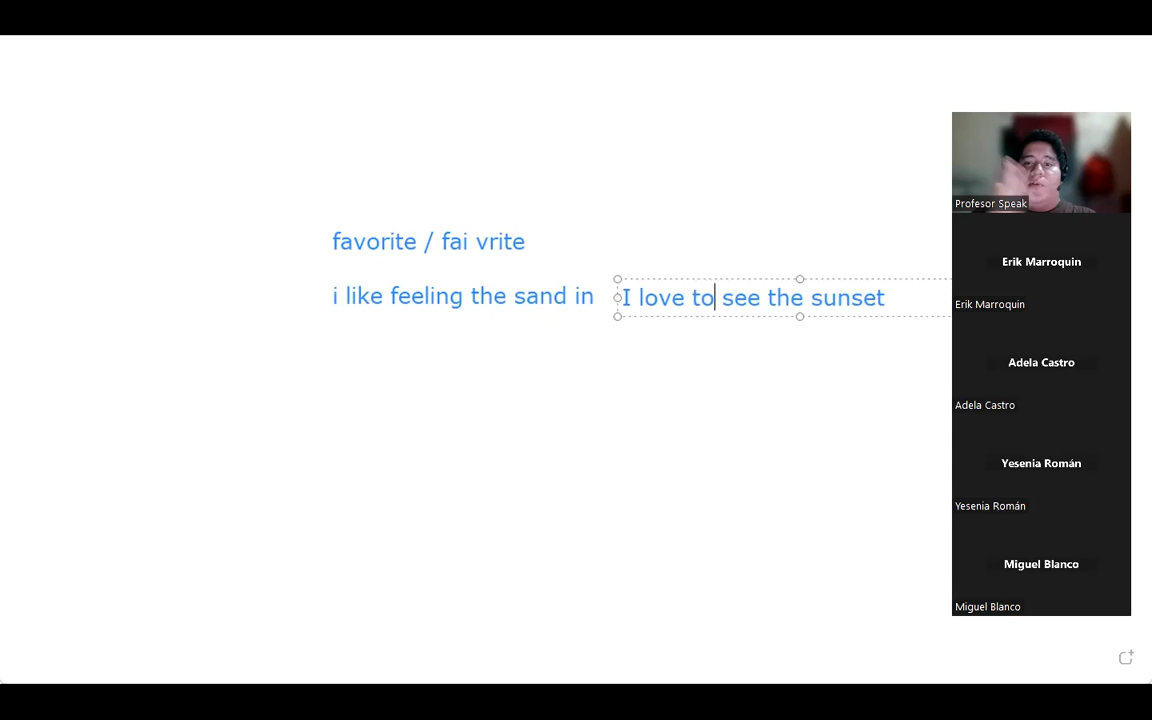 favorite / fai vrite
i like feeling the sand in
I love to see the sunset
Profesor Speak
Erik Marroquin
Erik Marroquin
Adela Castro
Adela Castro
Yesenia Román
Yesenia Román
Miguel Blanco
Miguel Blanco